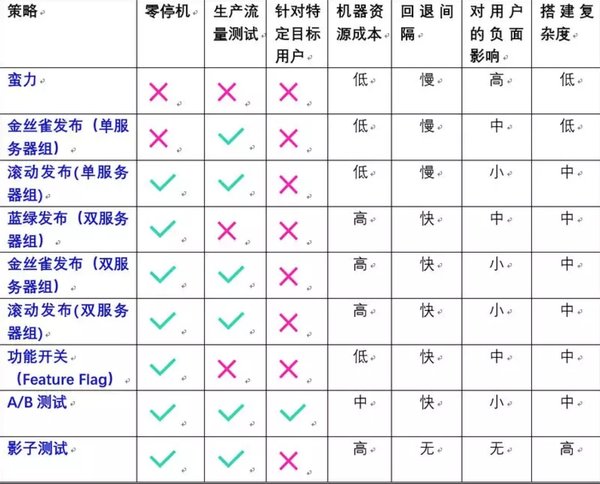 策略 零停机 生产流量测试 针对特定目标用户 机器资源成本 回退间隔 对用户的负面影响 搭建复杂度
蛮力 × × × 低 慢 高 低
金丝雀发布（单服务器组） × ✓ × 低 慢 中 低
滚动发布(单服务器组) ✓ ✓ × 低 慢 小 中
蓝绿发布（双服务器组） ✓ × × 高 快 中 中
金丝雀发布（双服务器组） ✓ ✓ × 高 快 小 中
滚动发布(双服务器组) ✓ ✓ × 高 快 小 中
功能开关（Feature Flag） ✓ × × 低 快 中 中
A/B 测试 ✓ ✓ ✓ 中 快 小 中
影子测试 ✓ ✓ × 高 无 无 高